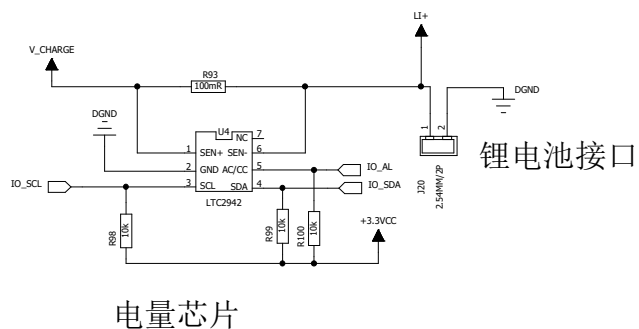 LI+
V_CHARGE
R93
100mR
DGND
DGND
U4
NC 7
1 SEN+ SEN- 6
2 GND AC/CC 5
3 SCL SDA 4
LTC2942
IO_SCL
IO_AL
IO_SDA
1 2
J20
2.54MM/2P
锂电池接口
R98
10k
R99
10k
R100
10k
+3.3VCC
电量芯片